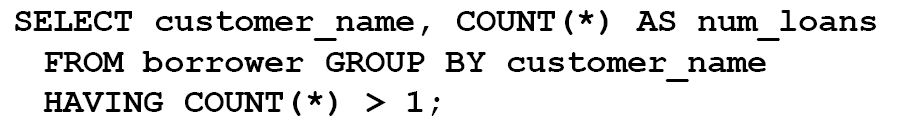 SELECT customer_name, COUNT(*) AS num_loans
FROM borrower GROUP BY customer_name
HAVING COUNT(*) > 1;